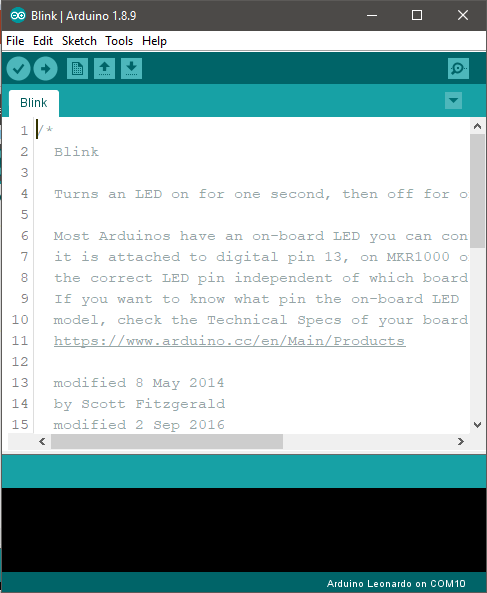 Blink | Arduino 1.8.9
File Edit Sketch Tools Help
Blink
1 /*
2 Blink
3
4 Turns an LED on for one second, then off for o
5
6 Most Arduinos have an on-board LED you can con
7 it is attached to digital pin 13, on MKR1000 o
8 the correct LED pin independent of which board
9 If you want to know what pin the on-board LED
10 model, check the Technical Specs of your board
11 https://www.arduino.cc/en/Main/Products
12
13 modified 8 May 2014
14 by Scott Fitzgerald
15 modified 2 Sep 2016
Arduino Leonardo on COM10